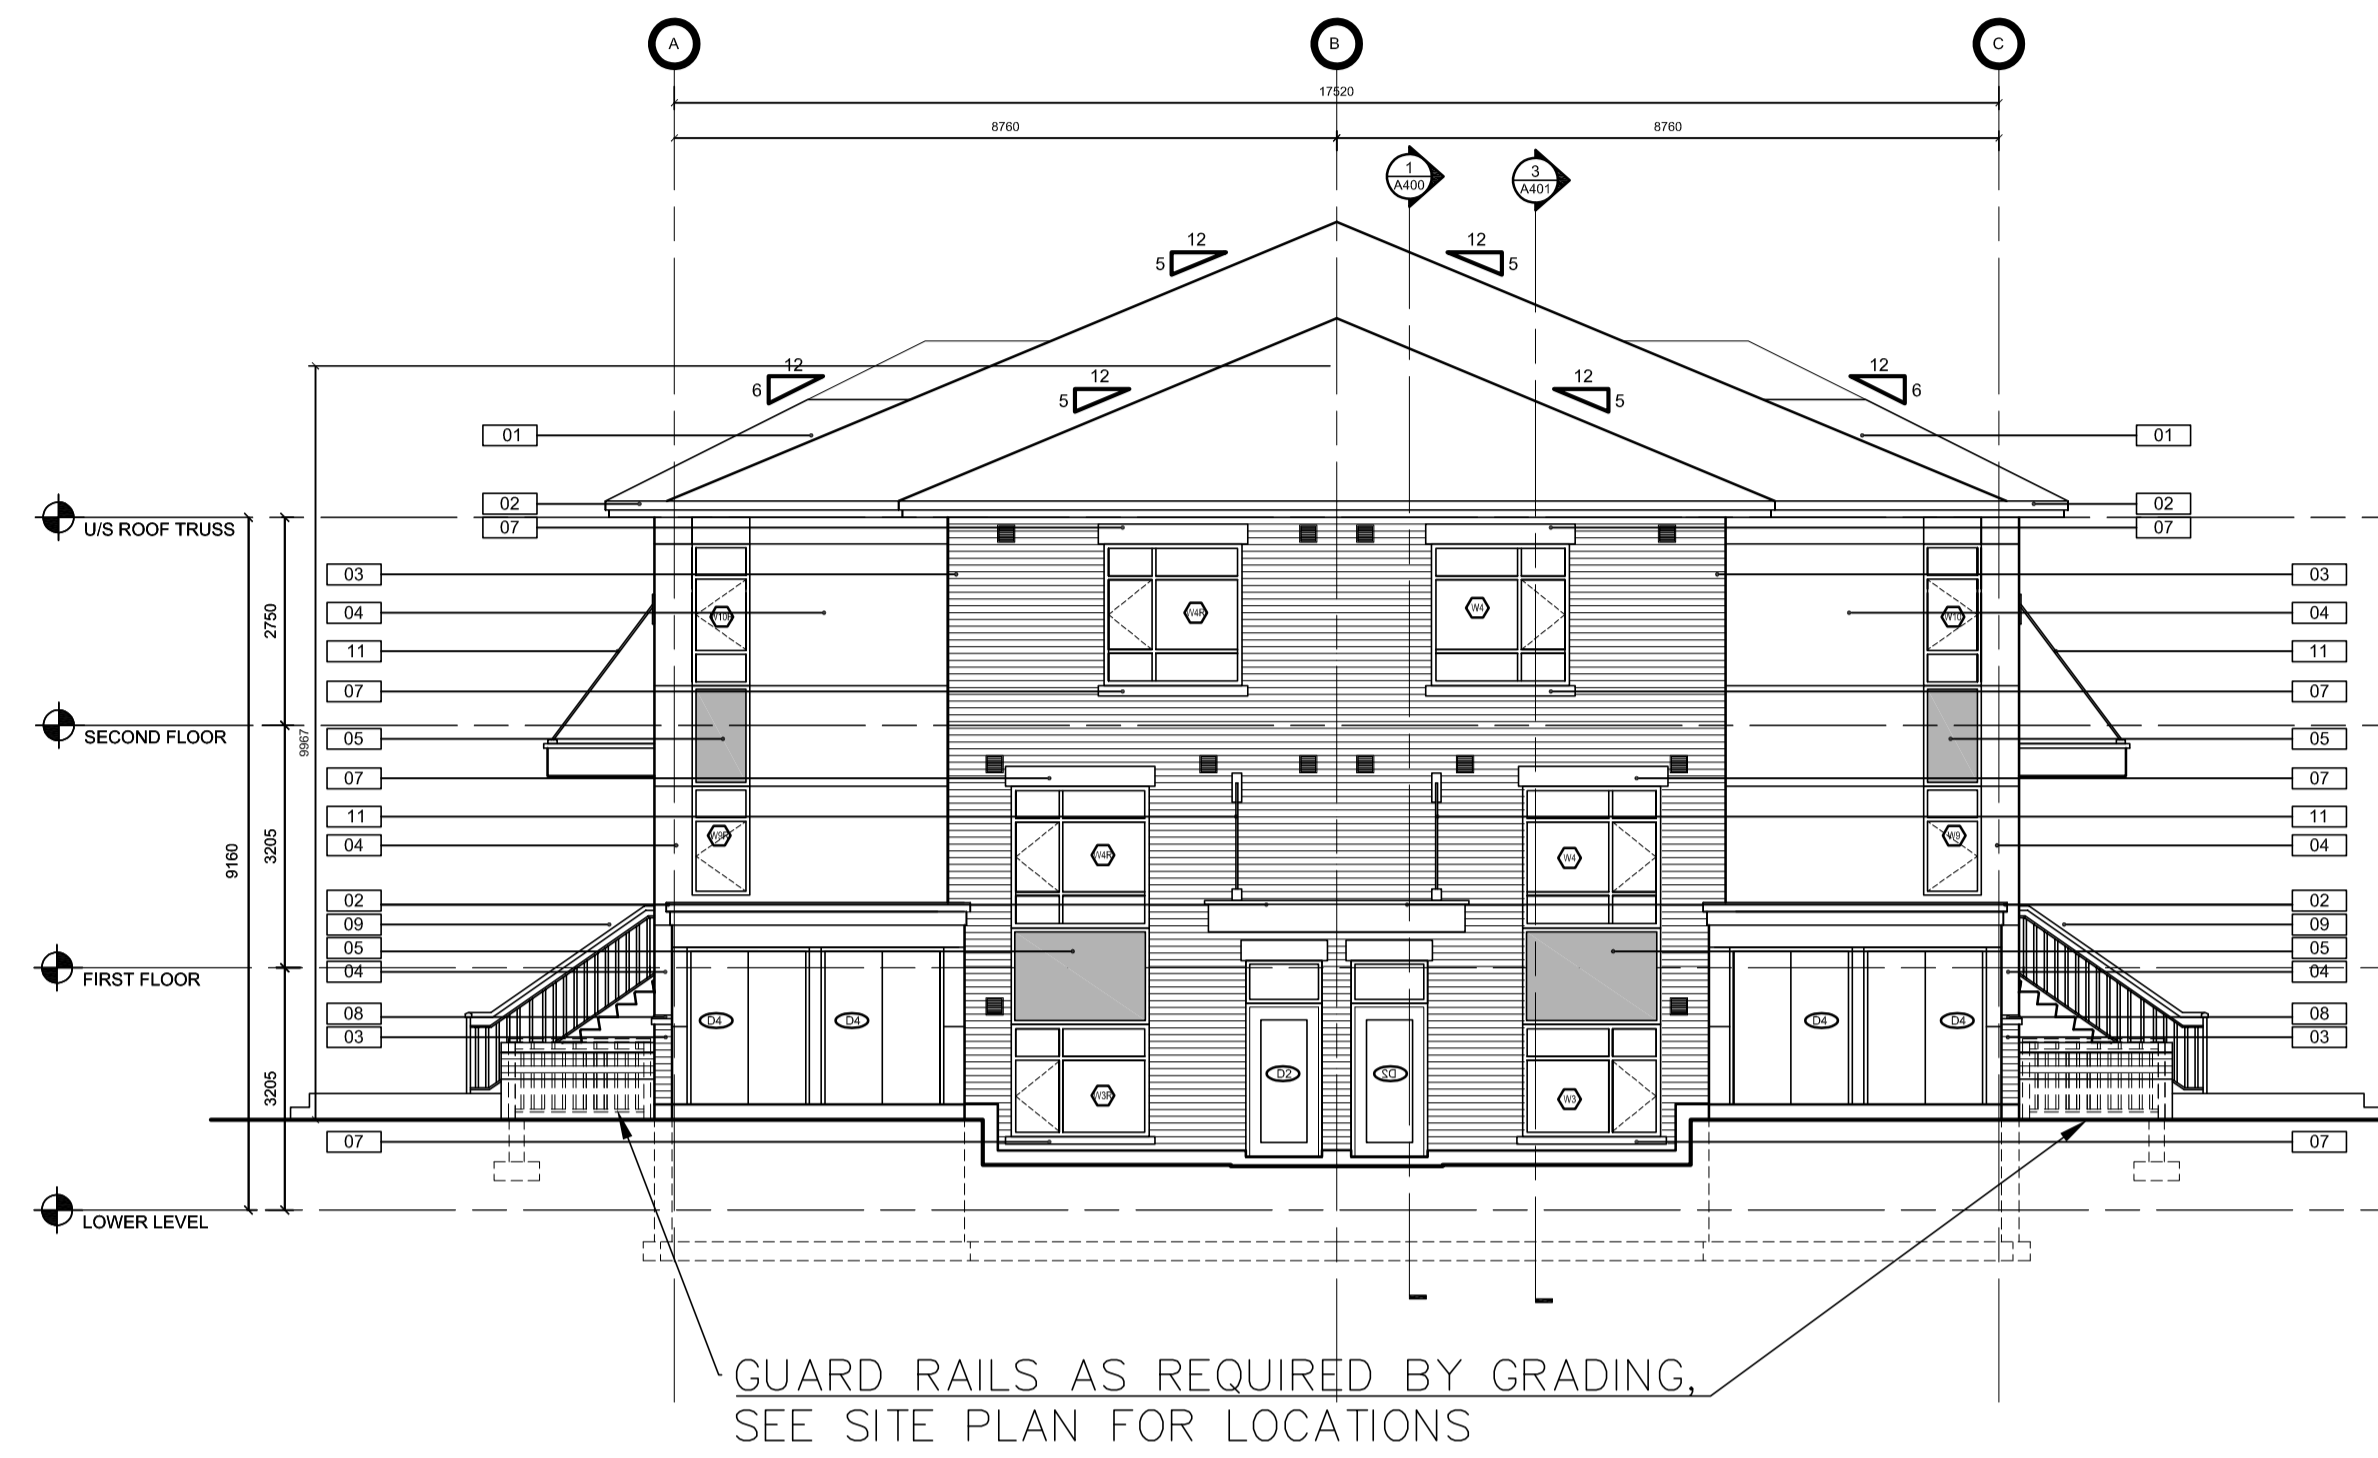 A
B
C
17520
8760
8760
1
A400
3
A401
12
5
12
5
12
6
12
5
12
5
12
6
01
01
02
02
U/S ROOF TRUSS
07
07
03
03
2750
W10R
W4R
W4
W10
04
04
11
11
07
07
SECOND FLOOR
05
05
9967
07
07
11
11
9160
3205
W9R
W4R
W4
W9
04
04
02
02
09
09
05
05
FIRST FLOOR
04
04
08
08
D4
D4
D4
D4
03
03
3205
W3R
D2
D2
W3
07
07
LOWER LEVEL
GUARD RAILS AS REQUIRED BY GRADING,
SEE SITE PLAN FOR LOCATIONS